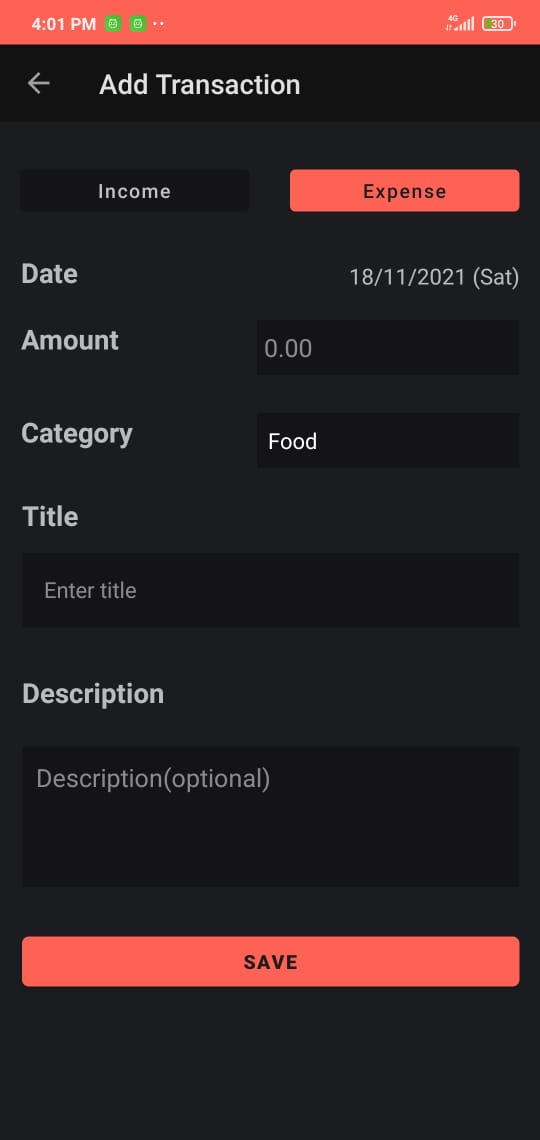 4:01 PM 4G 30
Add Transaction
Income Expense
Date 18/11/2021 (Sat)
Amount 0.00
Category Food
Title
Enter title
Description
Description(optional)
SAVE